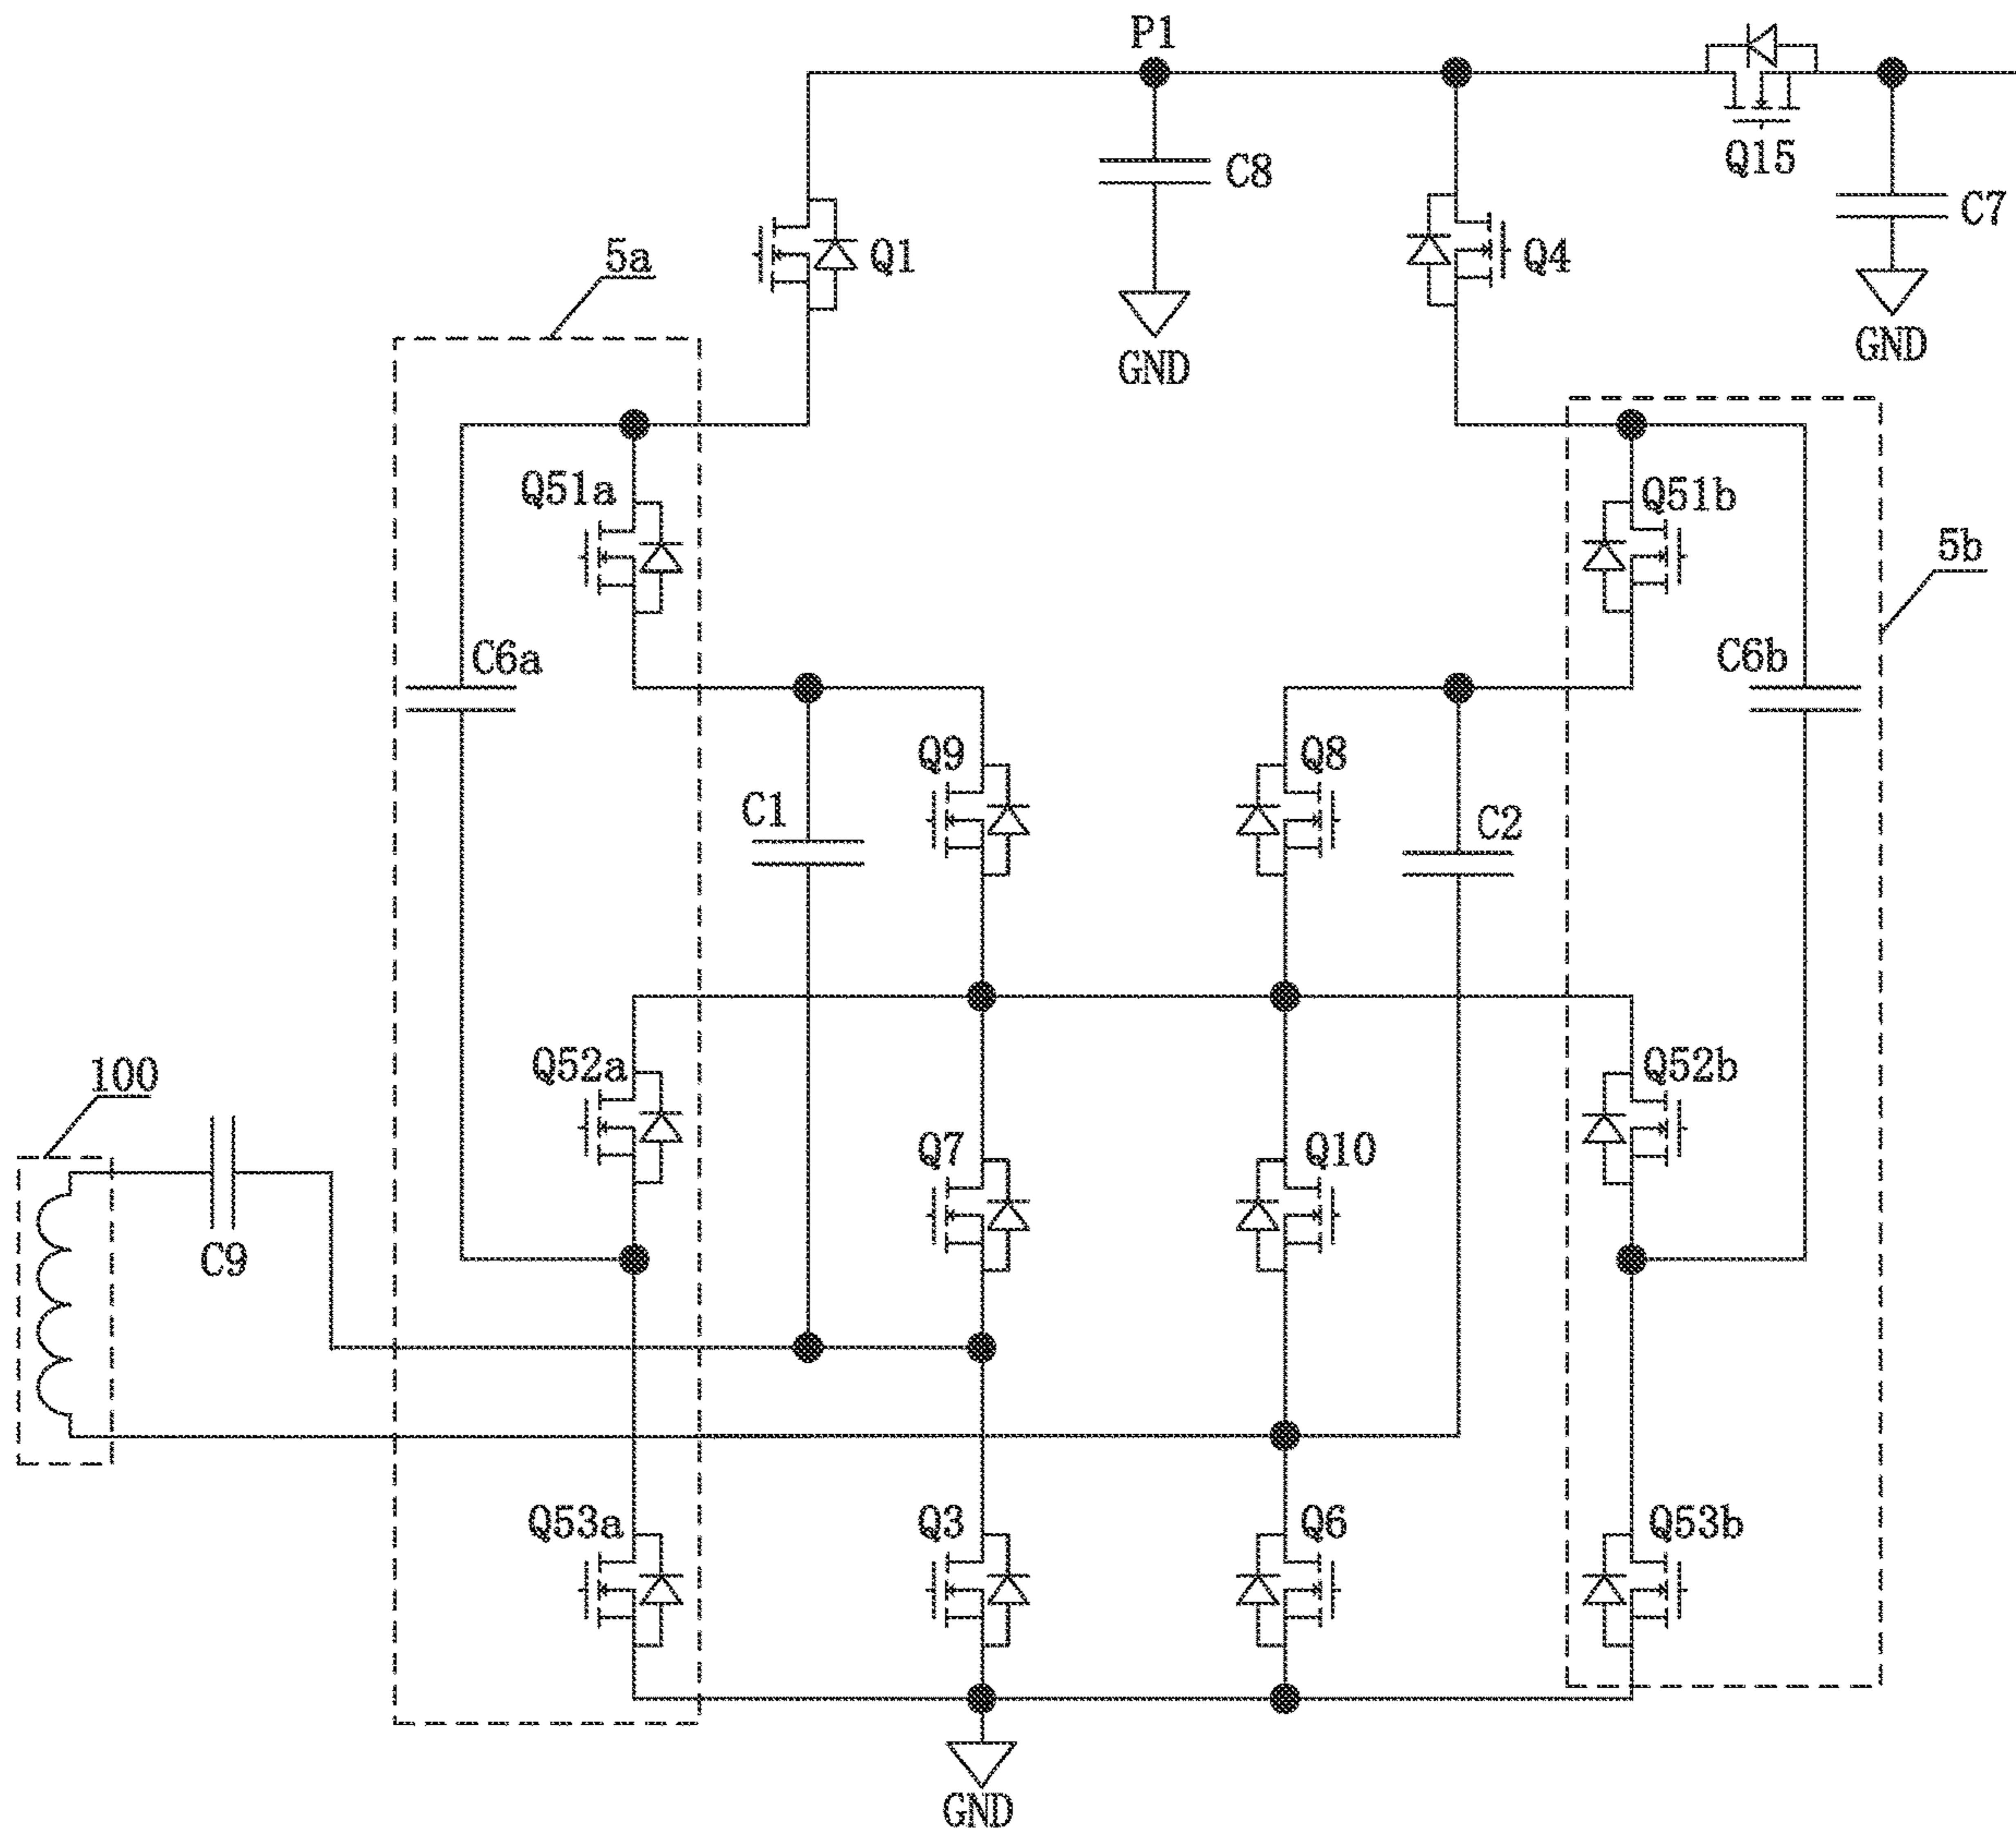 P1
C8
Q15
C7
5a
Q1
Q4
GND
GND
Q51a
Q51b
5b
C6a
C6b
Q9
Q8
C1
C2
100
Q52a
Q52b
Q7
Q10
C9
Q53a
Q3
Q6
Q53b
GND